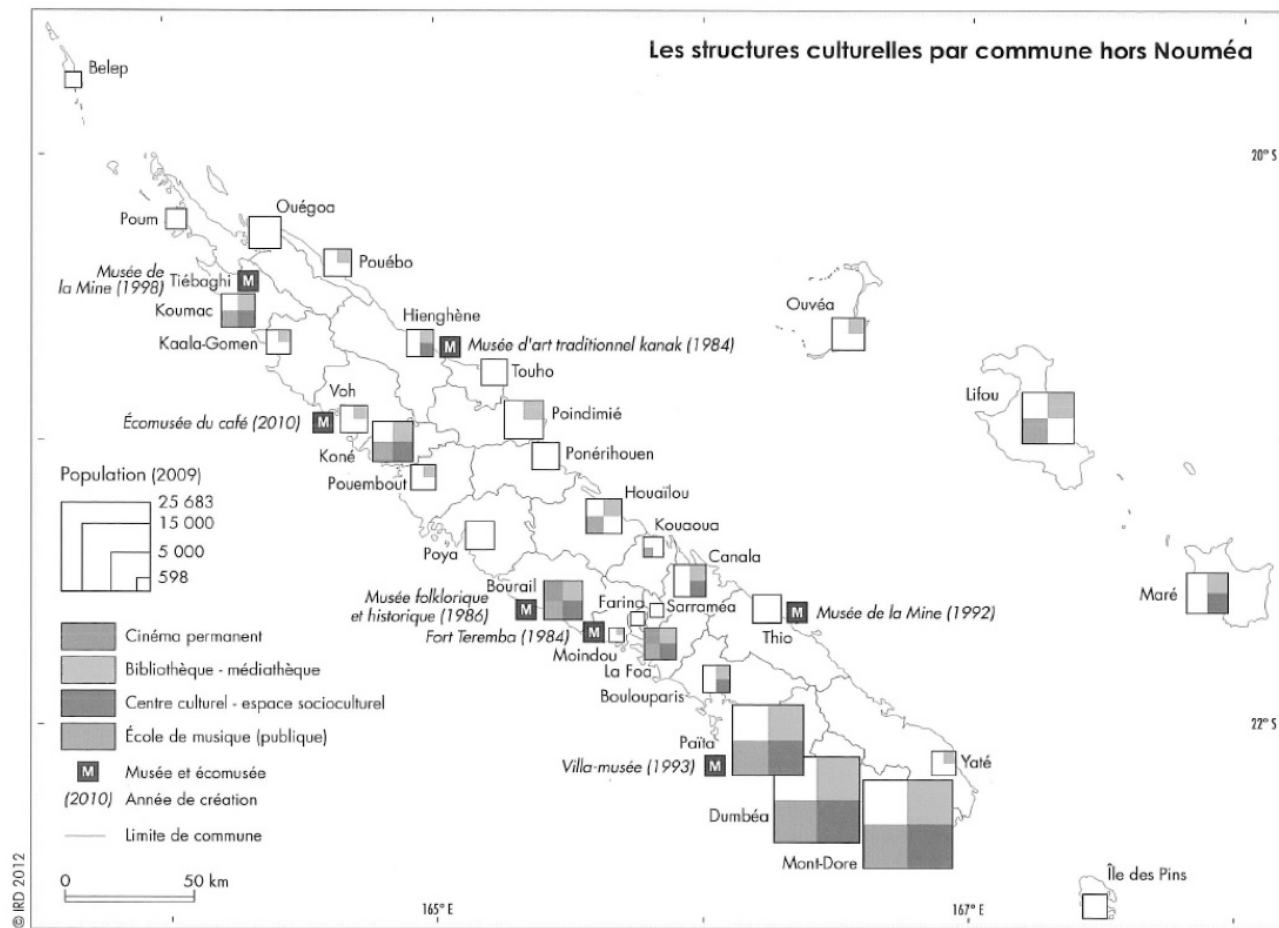 Les structures culturelles par commune hors Nouméa
Belep
20° S
Ouégoa
Poum
Pouébo
Musée de
la Mine (1998)
Tiébaghi
M
Koumac
Hienghène
Ouvéa
Kaala-Gomen
M
Musée d'art traditionnel kanak (1984)
Touho
Voh
Lifou
Écomusée du café (2010)
M
Poindimié
Koné
Ponérihouen
Population (2009)
Pouembout
25 683
15 000
5 000
598
Houaïlou
Kouaoua
Poya
Canala
Bourail
Maré
Musée folklorique
et historique (1986)
M
Farino
Sarraméa
M
Musée de la Mine (1992)
Fort Teremba (1984)
M
Thio
Moindou
La Foa
Cinéma permanent
Bibliothèque - médiathèque
Centre culturel - espace socioculturel
École de musique (publique)
M
Musée et écomusée
(2010)
Année de création
Limite de commune
Boulouparis
22° S
Païta
Villa-musée (1993)
M
Yaté
Dumbéa
Mont-Dore
0
50 km
Île des Pins
165° E
167° E
© IRD 2012